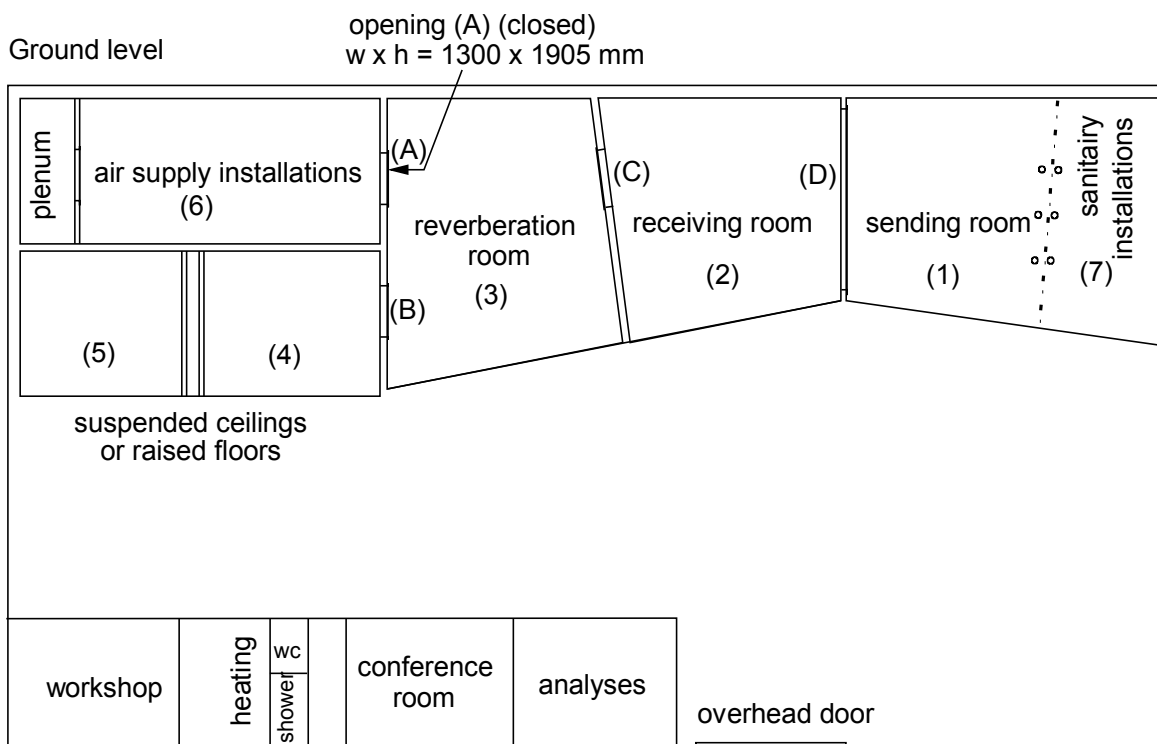 opening (A) (closed)
Ground level
w x h = 1300 x 1905 mm
plenum
air supply installations
(6)
(A)
(B)
reverberation
room
(3)
(C)
receiving room
(2)
(D)
sending room
(1)
sanitairy
installations
(7)
(5)
(4)
suspended ceilings
or raised floors
workshop
heating
wc
shower
conference
room
analyses
overhead door